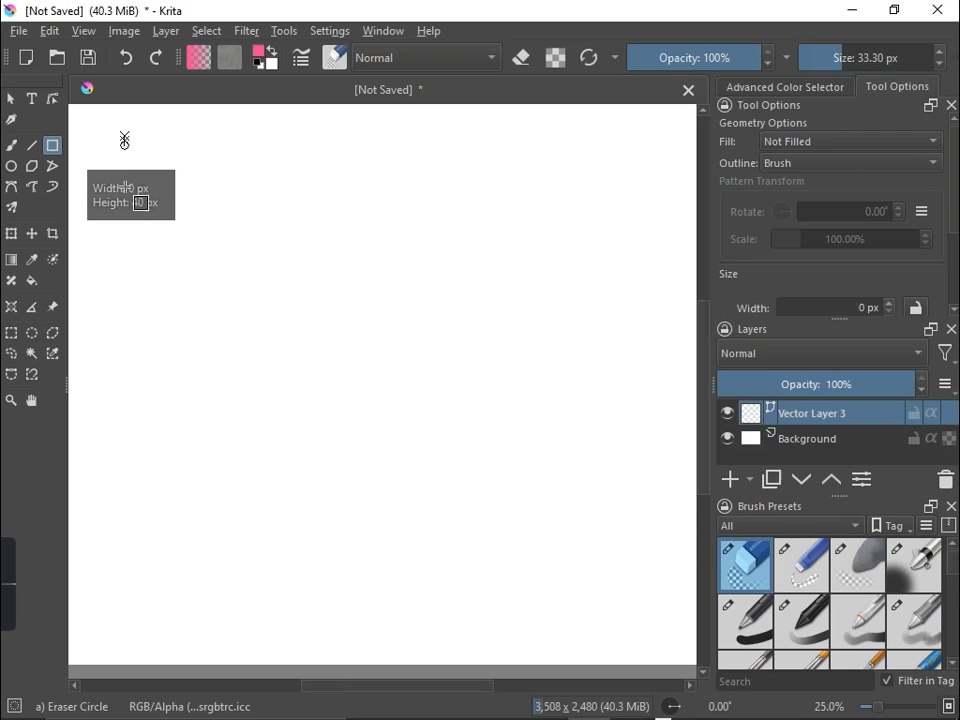 [Not Saved] (40.3 MiB) * - Krita
File Edit View Image Layer Select Filter Tools Settings Window Help
Normal
Opacity: 100%
Size: 33.30 px
[Not Saved] *
Advanced Color Selector
Tool Options
Tool Options
Geometry Options
Fill: Not Filled
Outline: Brush
Pattern Transform
Rotate: 0.00°
Scale: 100.00%
Size
Width: 0 px
Width: 0 px
Height: 40 px
Layers
Normal
Opacity: 100%
Vector Layer 3
Background
Brush Presets
All
Tag
Search
Filter in Tag
a) Eraser Circle
RGB/Alpha (...srgbtrc.icc
3,508 x 2,480 (40.3 MiB)
0.00°
25.0%